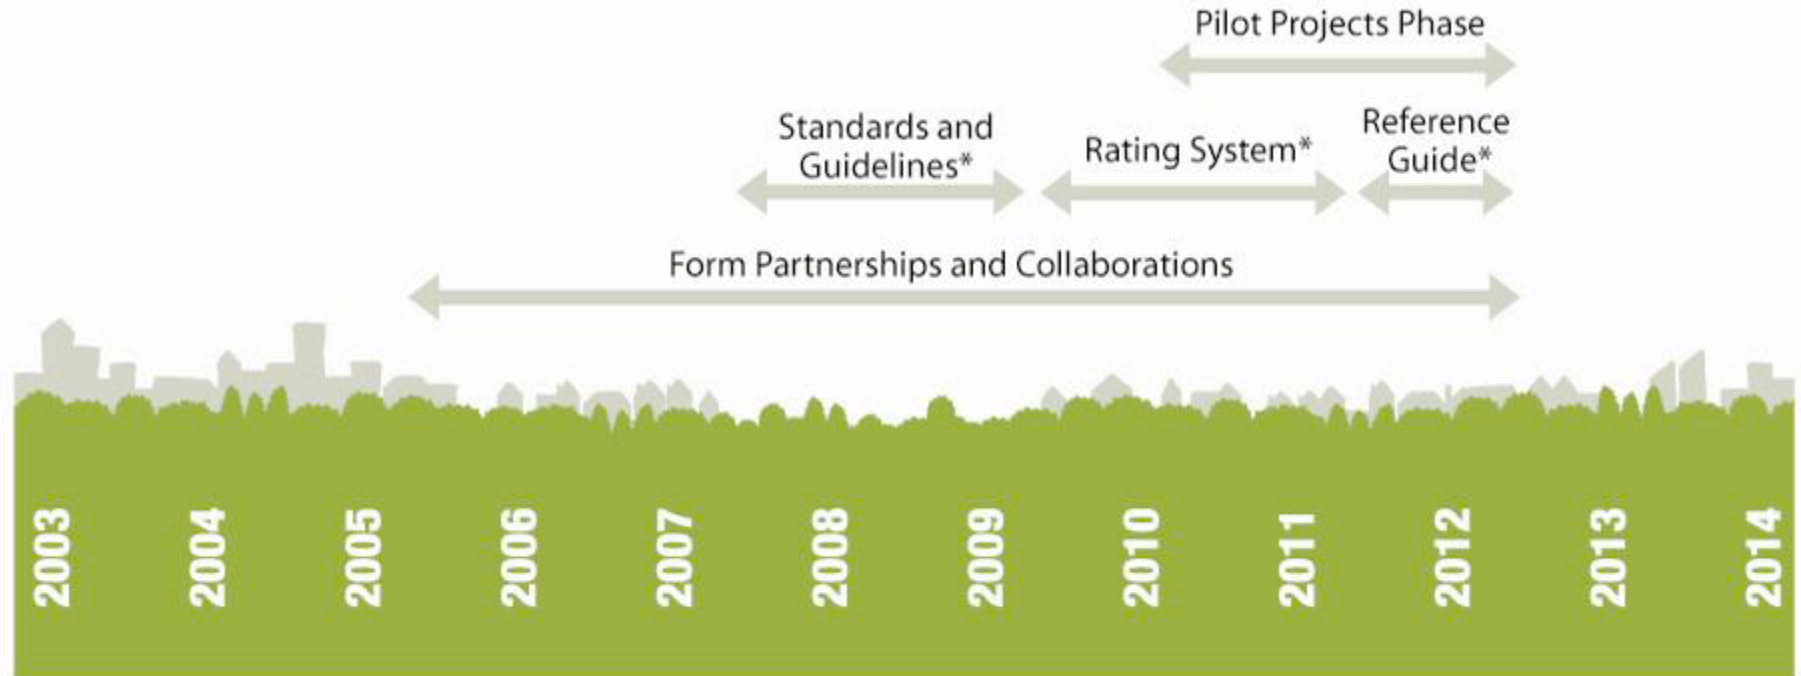 Pilot Projects Phase
Standards and
Guidelines*
Rating System*
Reference
Guide*
Form Partnerships and Collaborations
2003
2004
2005
2006
2007
2008
2009
2010
2011
2012
2013
2014